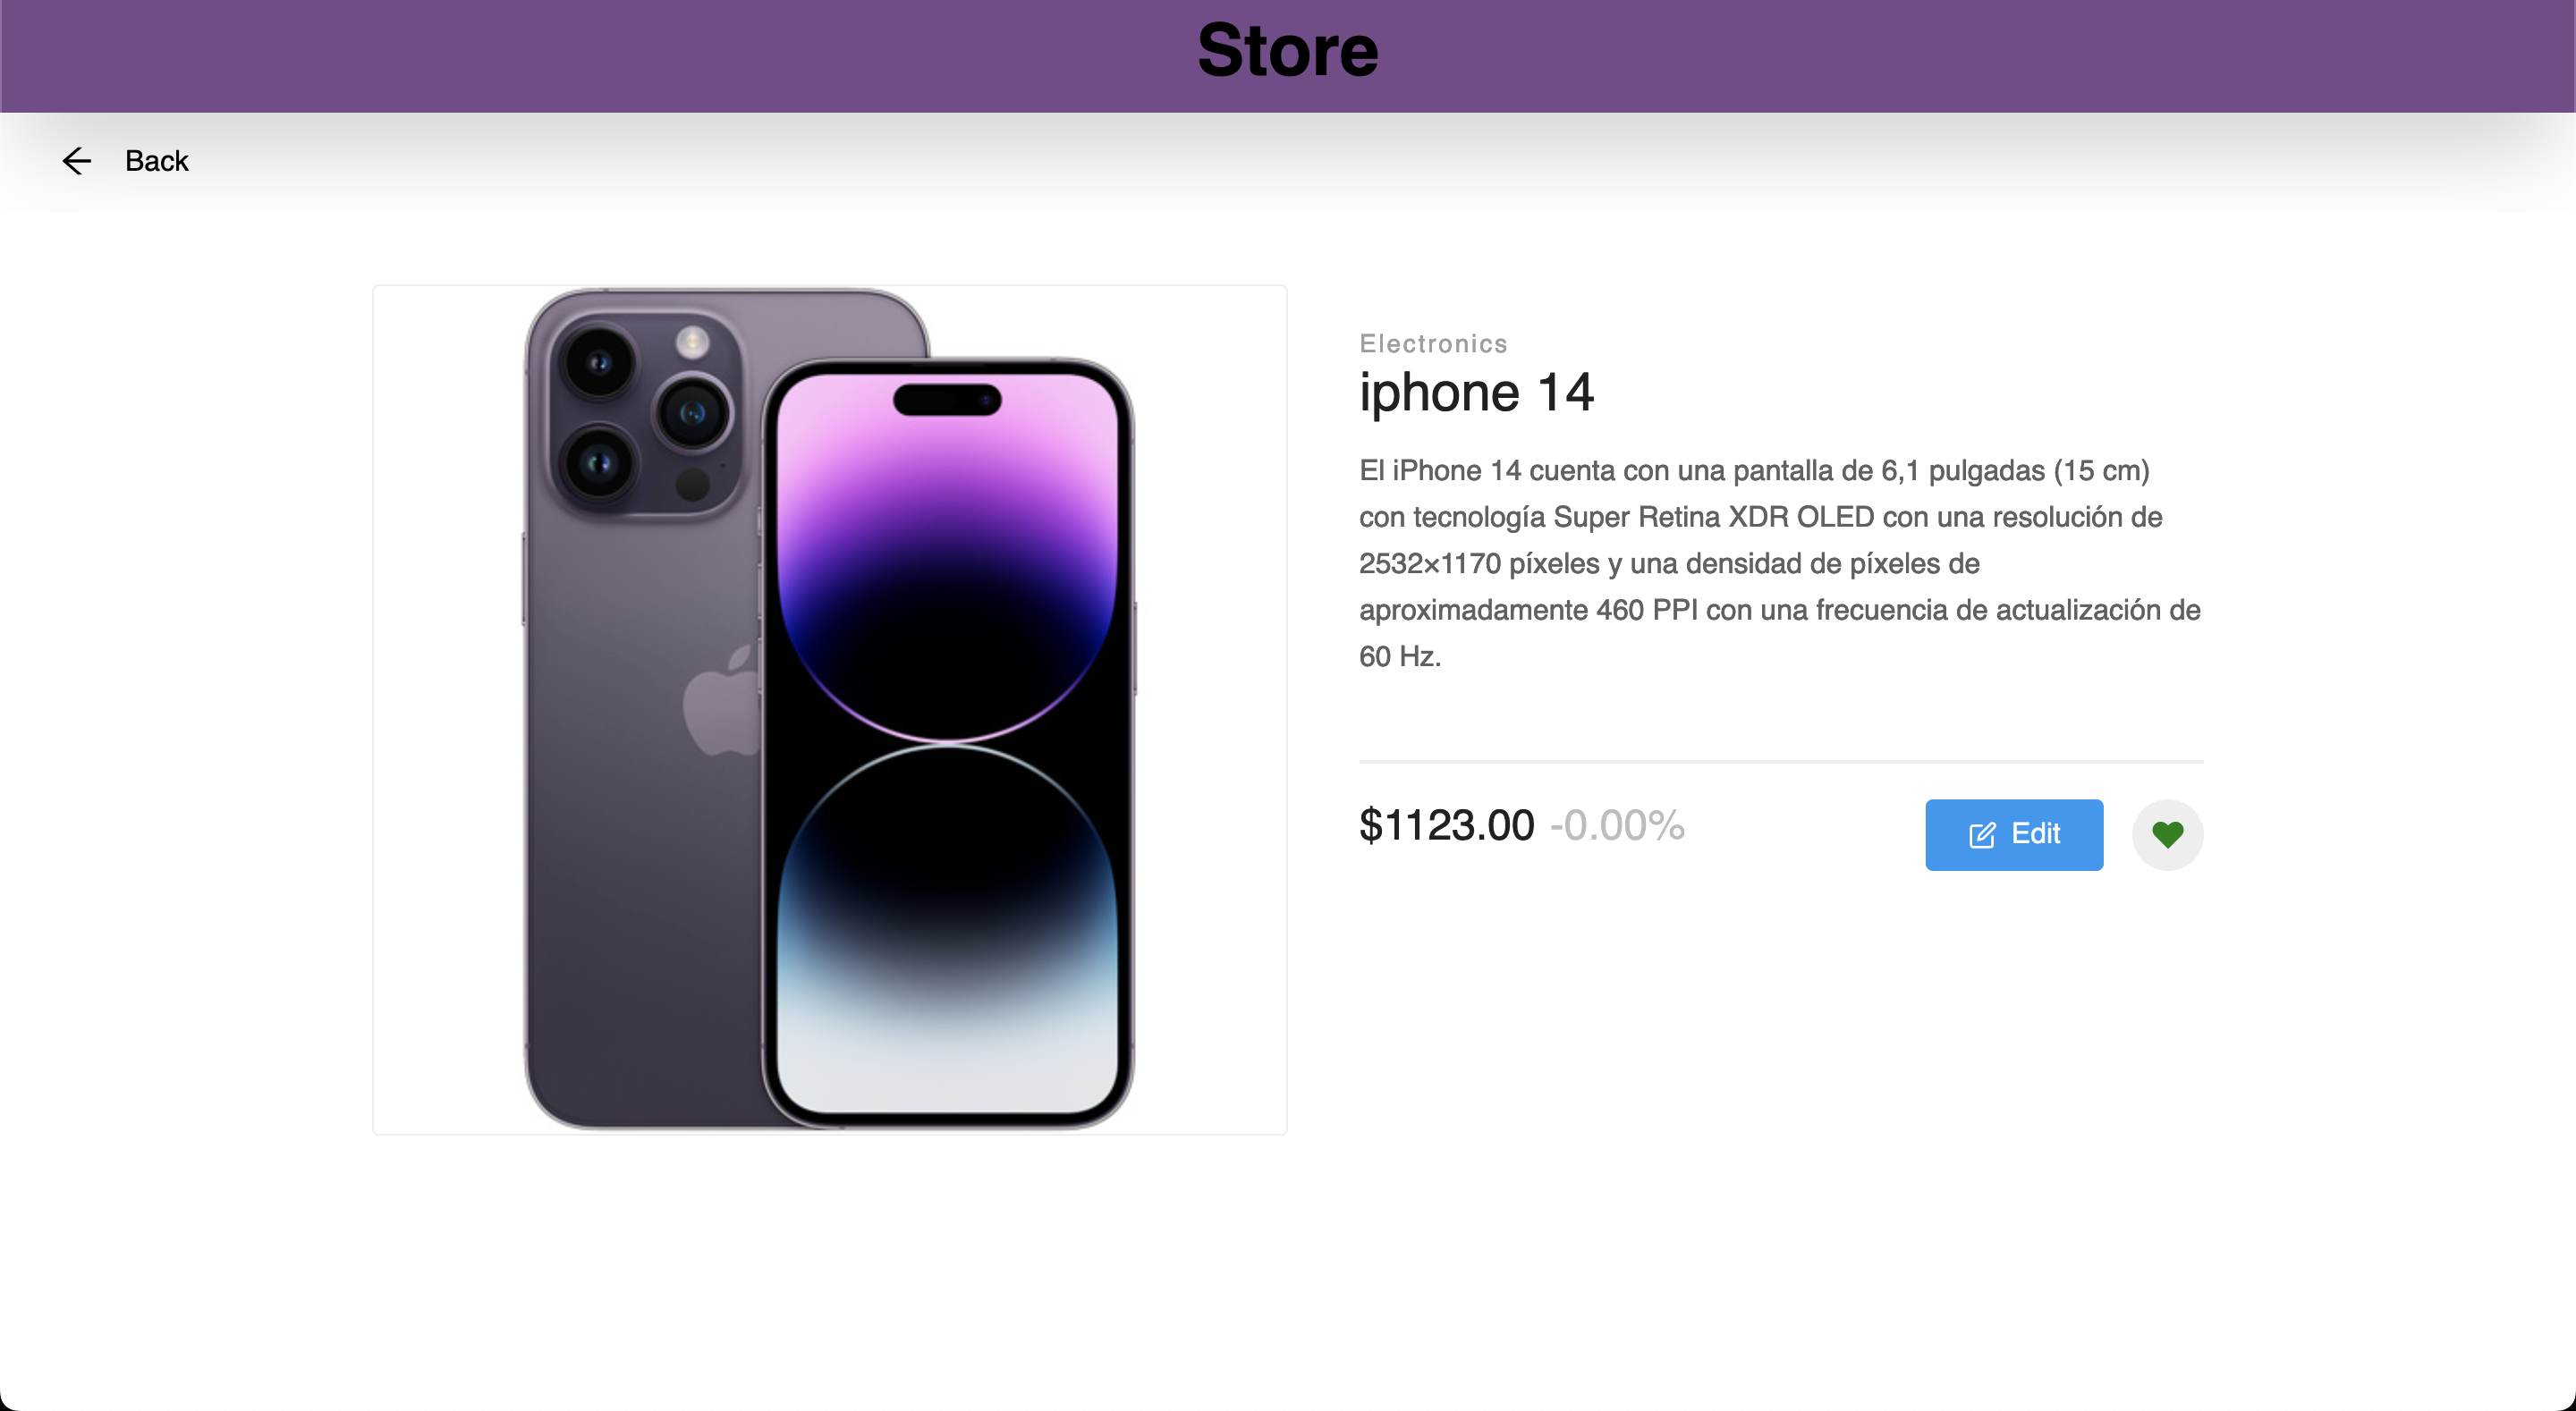 Store
Back
Electronics
iphone 14
El iPhone 14 cuenta con una pantalla de 6,1 pulgadas (15 cm)
con tecnología Super Retina XDR OLED con una resolución de
2532×1170 píxeles y una densidad de píxeles de
aproximadamente 460 PPI con una frecuencia de actualización de
60 Hz.
$1123.00 -0.00%
Edit